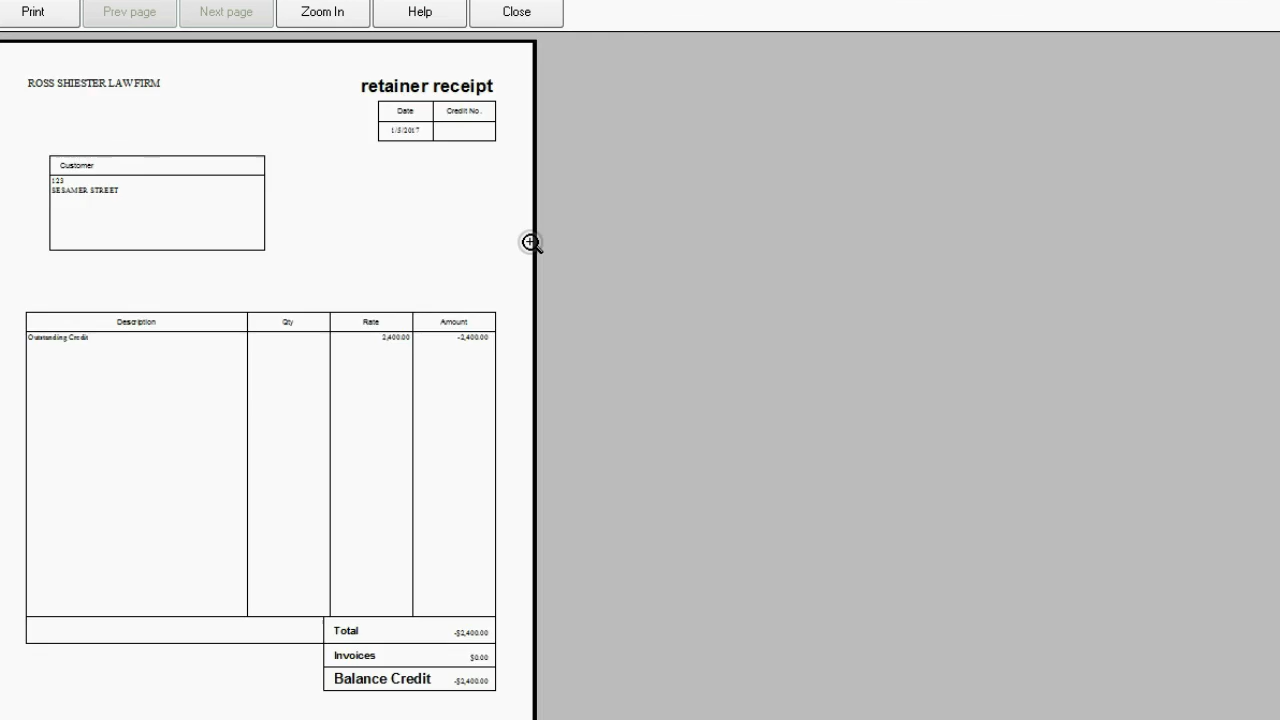 Print Prev page Next page Zoom In Help Close
ROSS SHIESTER LAW FIRM
retainer receipt
Date Credit No.
1/5/2017
Customer
123
SESAMER STREET
Description Qty Rate Amount
Outstanding Credit 2,400.00 -2,400.00
Total -$2,400.00
Invoices $0.00
Balance Credit -$2,400.00